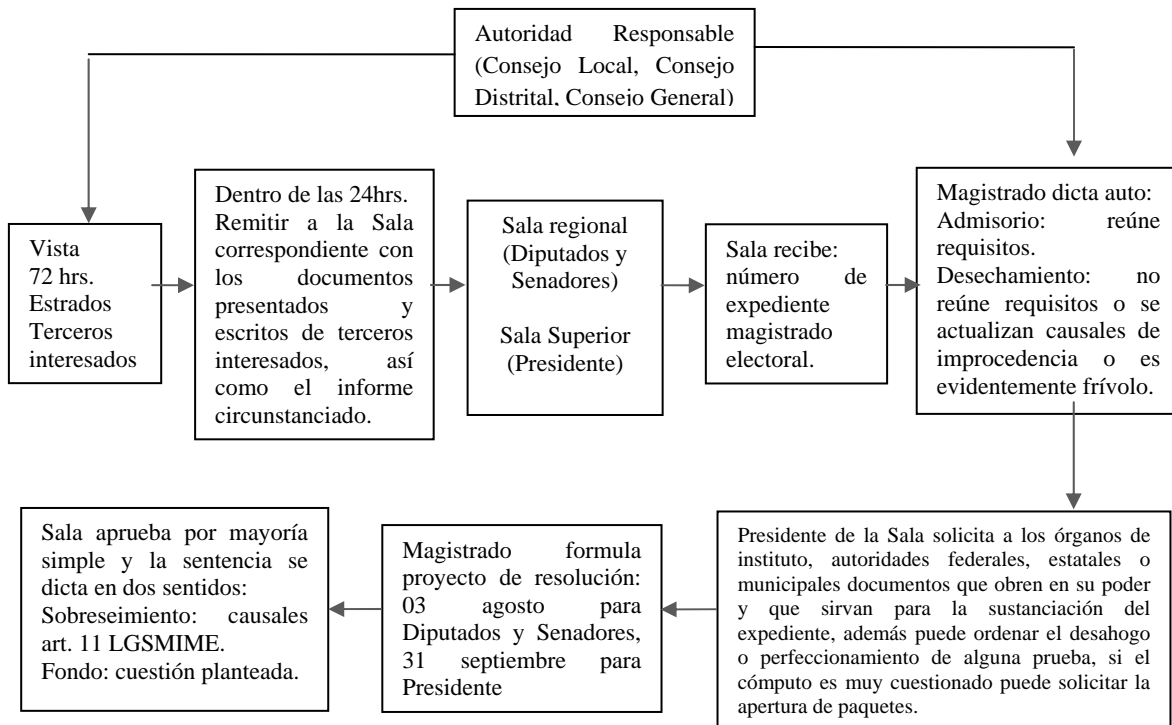 Autoridad Responsable
(Consejo Local, Consejo
Distrital, Consejo General)
Vista
72 hrs.
Estrados
Terceros
interesados
Dentro de las 24hrs.
Remitir a la Sala
correspondiente con
los documentos
presentados y
escritos de terceros
interesados, así
como el informe
circunstanciado.
Sala regional
(Diputados y
Senadores)
Sala Superior
(Presidente)
Sala recibe:
número de
expediente
magistrado
electoral.
Magistrado dicta auto:
Admisorio: reúne
requisitos.
Desechamiento: no
reúne requisitos o se
actualizan causales de
improcedencia o es
evidentemente frívolo.
Presidente de la Sala solicita a los órganos de
instituto, autoridades federales, estatales o
municipales documentos que obren en su poder
y que sirvan para la sustanciación del
expediente, además puede ordenar el desahogo
o perfeccionamiento de alguna prueba, si el
cómputo es muy cuestionado puede solicitar la
apertura de paquetes.
Magistrado formula
proyecto de resolución:
03 agosto para
Diputados y Senadores,
31 septiembre para
Presidente
Sala aprueba por mayoría
simple y la sentencia se
dicta en dos sentidos:
Sobreseimiento: causales
art. 11 LGSMIME.
Fondo: cuestión planteada.